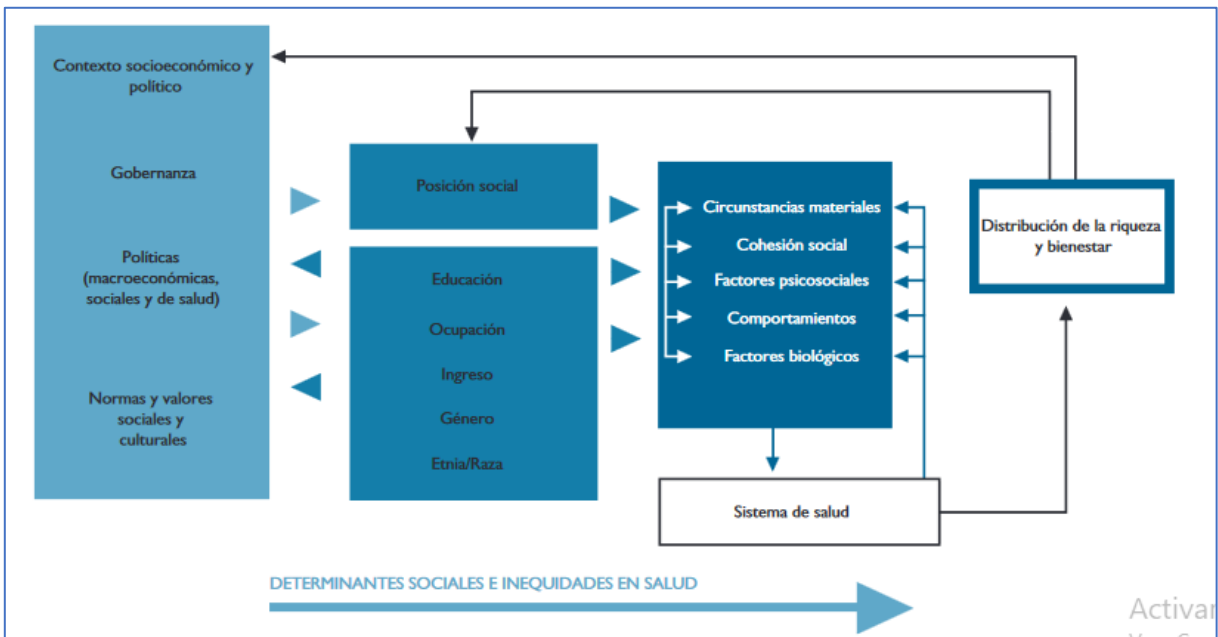 Contexto socioeconómico y
político
Gobernanza
Políticas
(macroeconómicas,
sociales y de salud)
Normas y valores
sociales y
culturales
Posición social
Educación
Ocupación
Ingreso
Género
Etnia/Raza
Circunstancias materiales
Cohesión social
Factores psicosociales
Comportamientos
Factores biológicos
Distribución de la riqueza
y bienestar
Sistema de salud
DETERMINANTES SOCIALES E INEQUIDADES EN SALUD
Activar